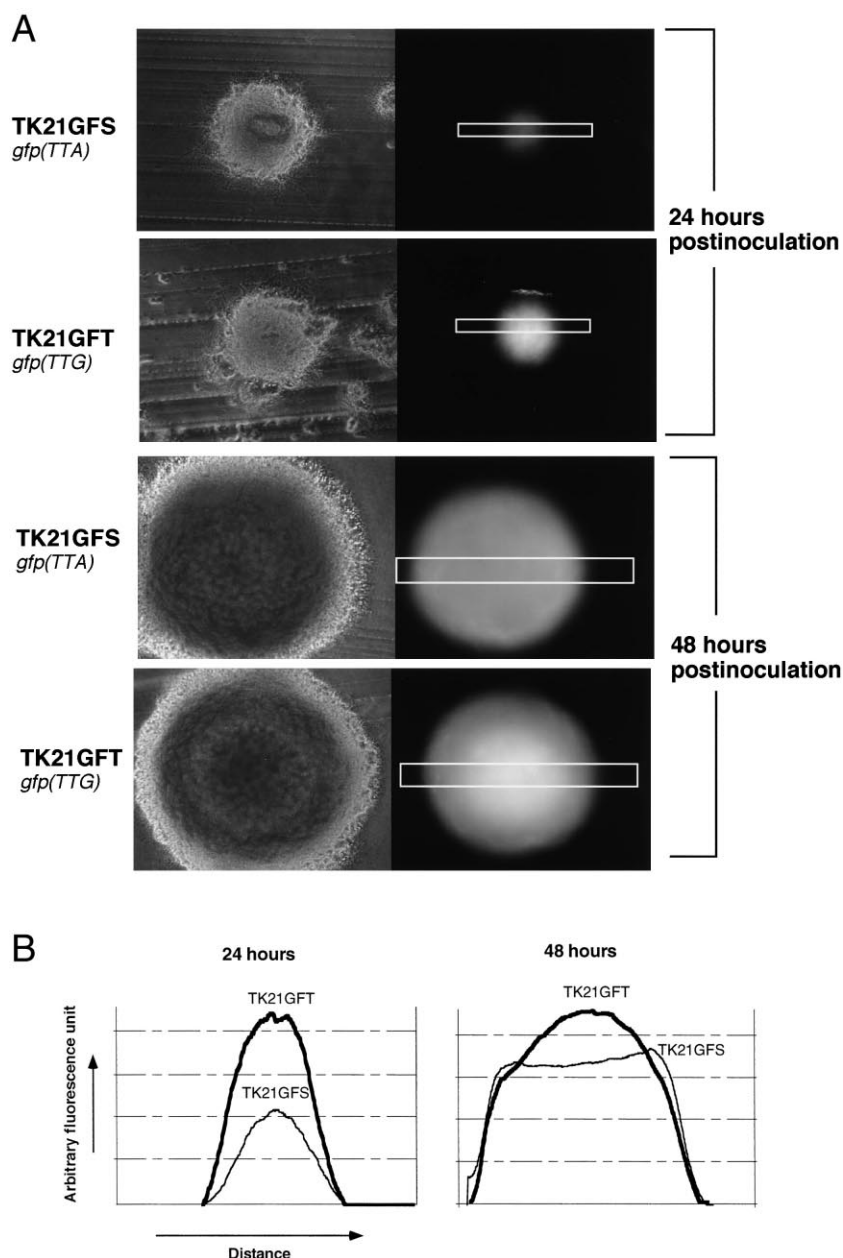 A
TK21GFS
gfp(TTA)
TK21GFT
gfp(TTG)
24 hours
postinoculation
TK21GFS
gfp(TTA)
TK21GFT
gfp(TTG)
48 hours
postinoculation
B
24 hours
48 hours
TK21GFT
TK21GFS
TK21GFT
TK21GFS
Arbitrary fluorescence unit
Distance